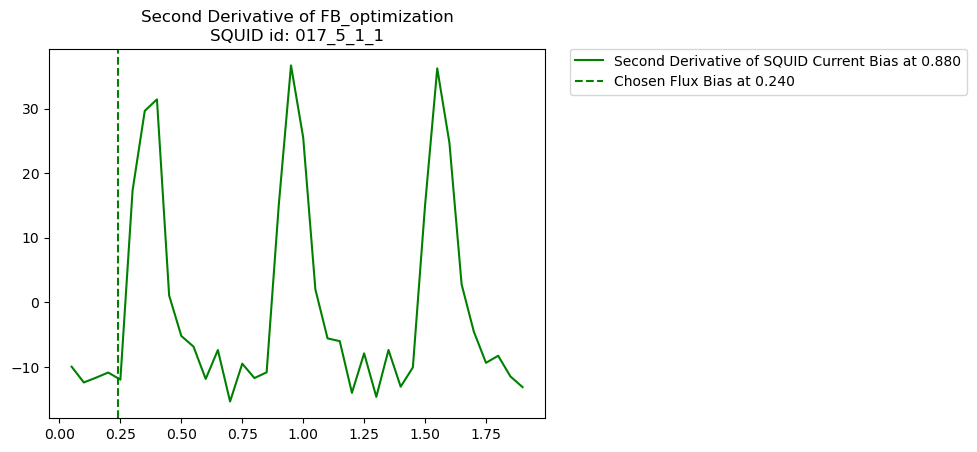 Second Derivative of FB_optimization
SQUID id: 017_5_1_1
Second Derivative of SQUID Current Bias at 0.880
Chosen Flux Bias at 0.240
30
20
10
0
−10
0.00 0.25 0.50 0.75 1.00 1.25 1.50 1.75